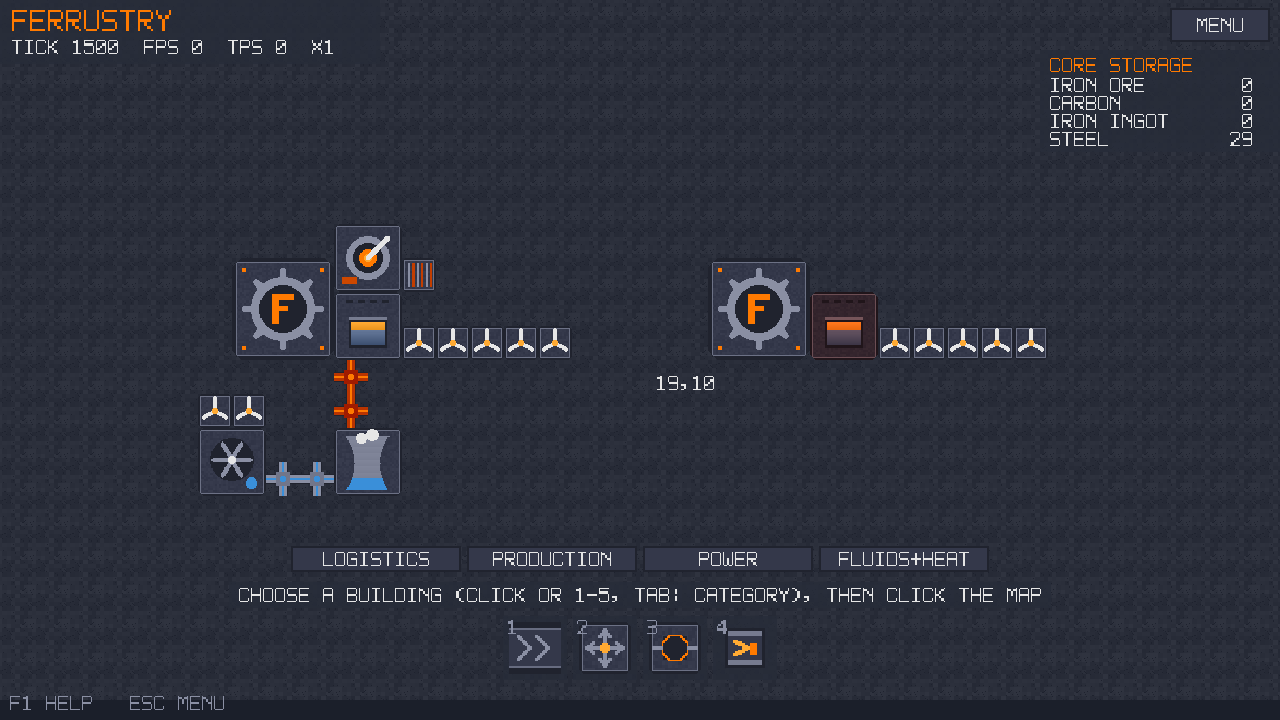 FERRUSTRY
TICK 1500 FPS 0 TPS 0 X1
MENU
CORE STORAGE
IRON ORE 0
CARBON 0
IRON INGOT 0
STEEL 29
F F
19,10
LOGISTICS PRODUCTION POWER FLUIDS+HEAT
CHOOSE A BUILDING (CLICK OR 1-5, TAB: CATEGORY), THEN CLICK THE MAP
1 2 3 4
F1 HELP ESC MENU